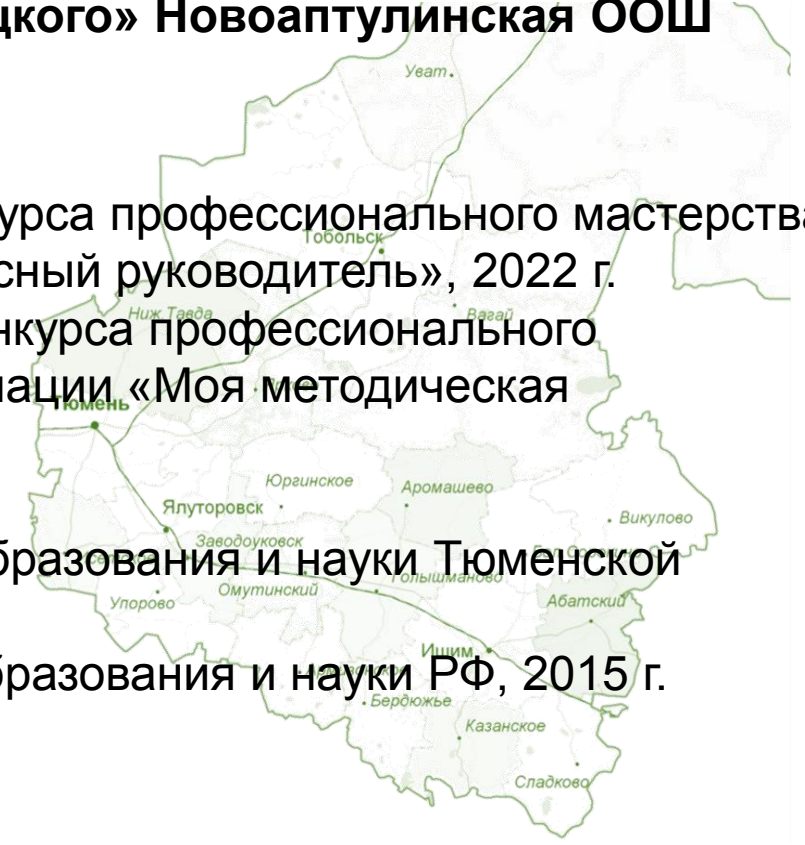 цкого» Новоаптулинская ООШ
Уват
урса профессионального мастерства
Тобольск
сный руководитель», 2022 г.
Ниж.Тавда
Вагай
нкурса профессионального
нации «Моя методическая
Тюмень
Юргинское
Аромашево
Ялуторовск
Викулово
Заводоуковск
бразования и науки Тюменской
Голышманово
Омутинский
Упорово
Абатский
Ишим
бразования и науки РФ, 2015 г.
Бердюжье
Казанское
Сладково